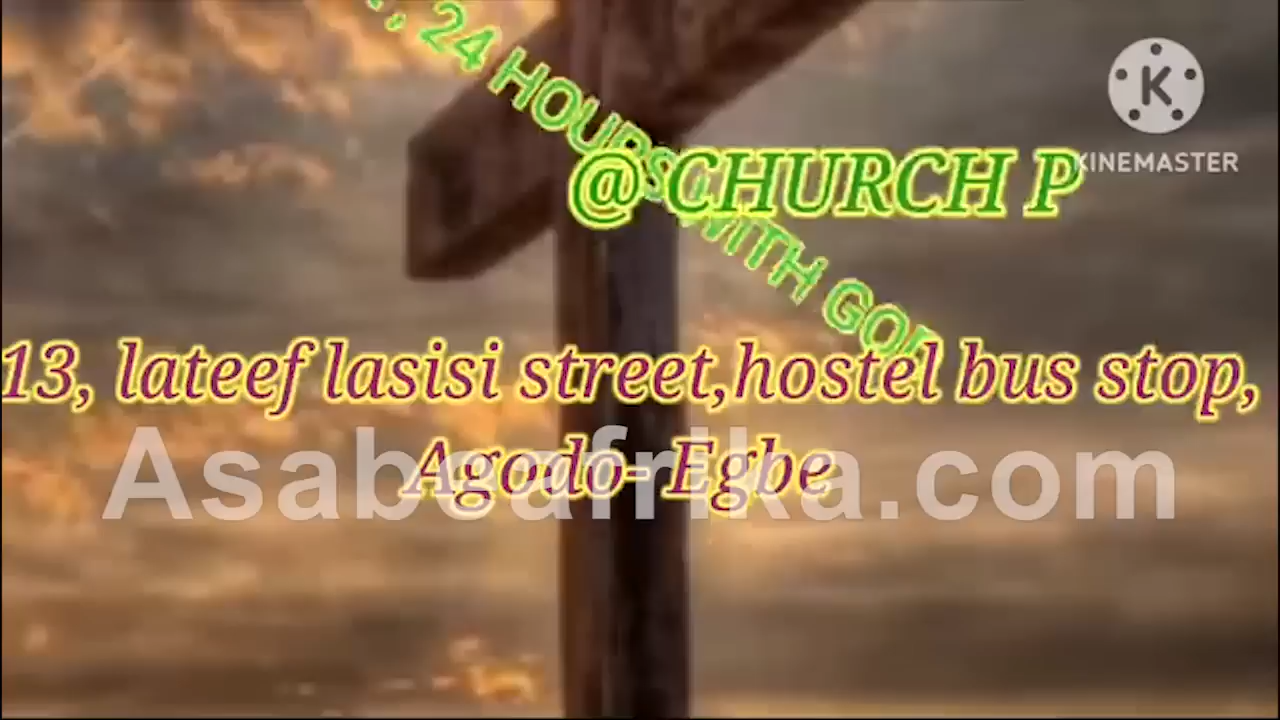 24 HOURS WITH GOD
@ CHURCH P
KINEMASTER
13, lateef lasisi street,hostel bus stop,
Agodo- Egbe
Asabeafrika.com